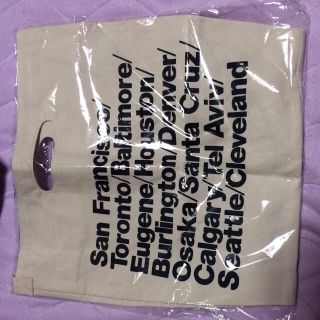 San Francisco/
Toronto/Baltimore/
Eugene/Houston/
Burlington/Denver/
Osaka/Santa Cruz/
Calgary/Tel Aviv/
Seattle/Cleveland